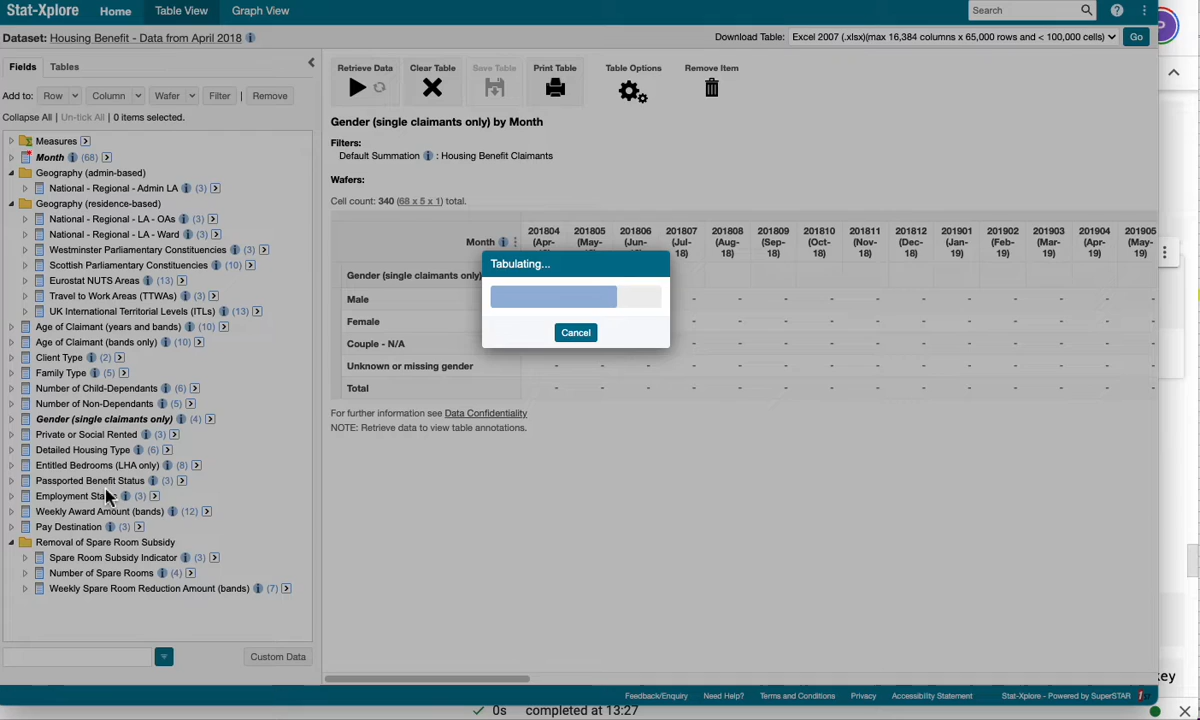 Stat-Xplore Home Table View Graph View Search
Dataset: Housing Benefit - Data from April 2018
Download Table: Excel 2007 (.xlsx)(max 16,384 columns x 65,000 rows and < 100,000 cells) Go
Fields Tables
Add to: Row Column Wafer Filter | Remove
Collapse All | Un-tick All | 0 items selected.
Measures
Month (68)
Geography (admin-based)
National - Regional - Admin LA (3)
Geography (residence-based)
National - Regional - LA - OAs (3)
National - Regional - LA - Ward (3)
Westminster Parliamentary Constituencies (3)
Scottish Parliamentary Constituencies (10)
Eurostat NUTS Areas (13)
Travel to Work Areas (TTWAs) (3)
UK International Territorial Levels (ITLs) (13)
Age of Claimant (years and bands) (10)
Age of Claimant (bands only) (10)
Client Type (2)
Family Type (5)
Number of Child-Dependants (6)
Number of Non-Dependants (5)
Gender (single claimants only) (4)
Private or Social Rented (3)
Detailed Housing Type (6)
Entitled Bedrooms (LHA only) (8)
Passported Benefit Status (3)
Employment (3)
Weekly Award Amount (bands) (12)
Pay Destination (3)
Removal of Spare Room Subsidy
Spare Room Subsidy Indicator (3)
Number of Spare Rooms (4)
Weekly Spare Room Reduction Amount (bands) (7)
Custom Data
Retrieve Data Clear Table Save Table Print Table Table Options Remove Item
Gender (single claimants only) by Month
Filters:
Default Summation : Housing Benefit Claimants
Wafers:
Cell count: 340 (68 x 5 x 1) total.
Month
201804 (Apr-
201805 (May-
201806 (Jun-
201807 (Jul-18)
201808 (Aug-18)
201809 (Sep-18)
201810 (Oct-18)
201811 (Nov-18)
201812 (Dec-18)
201901 (Jan-19)
201902 (Feb-19)
201903 (Mar-19)
201904 (Apr-19)
201905 (May-19)
Gender (single claimants only)
Male - - - - - - - - - -
Female - - - - - - - - - -
Couple - N/A - - - - - - - - - -
Unknown or missing gender - - - - - - - - - - - - - -
Total - - - - - - - - - - - - - -
Tabulating...
Cancel
For further information see Data Confidentiality
NOTE: Retrieve data to view table annotations.
Feedback/Enquiry Need Help? Terms and Conditions Privacy Accessibility Statement Stat-Xplore - Powered by SuperSTAR
0s completed at 13:27